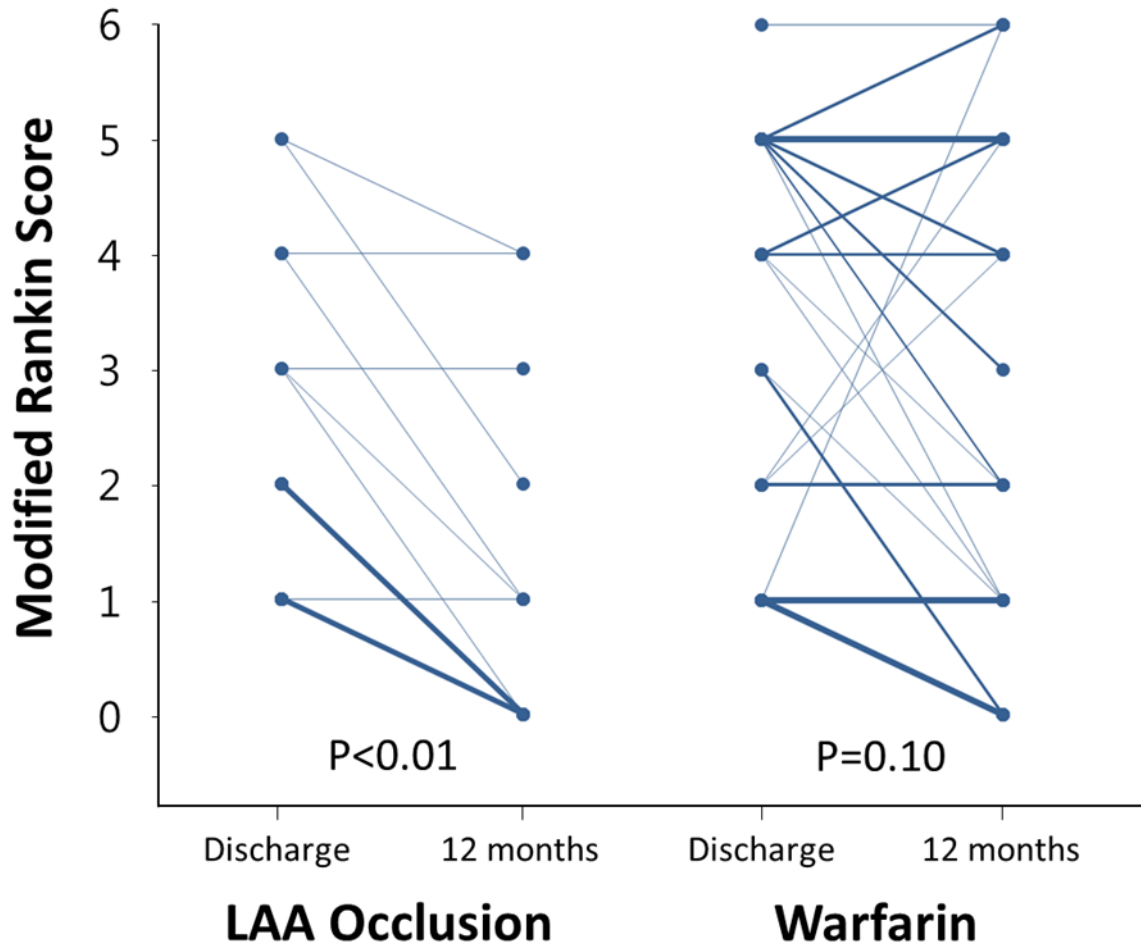 Modified Rankin Score
6
5
4
3
2
1
0
P<0.01
P=0.10
Discharge
12 months
Discharge
12 months
LAA Occlusion
Warfarin